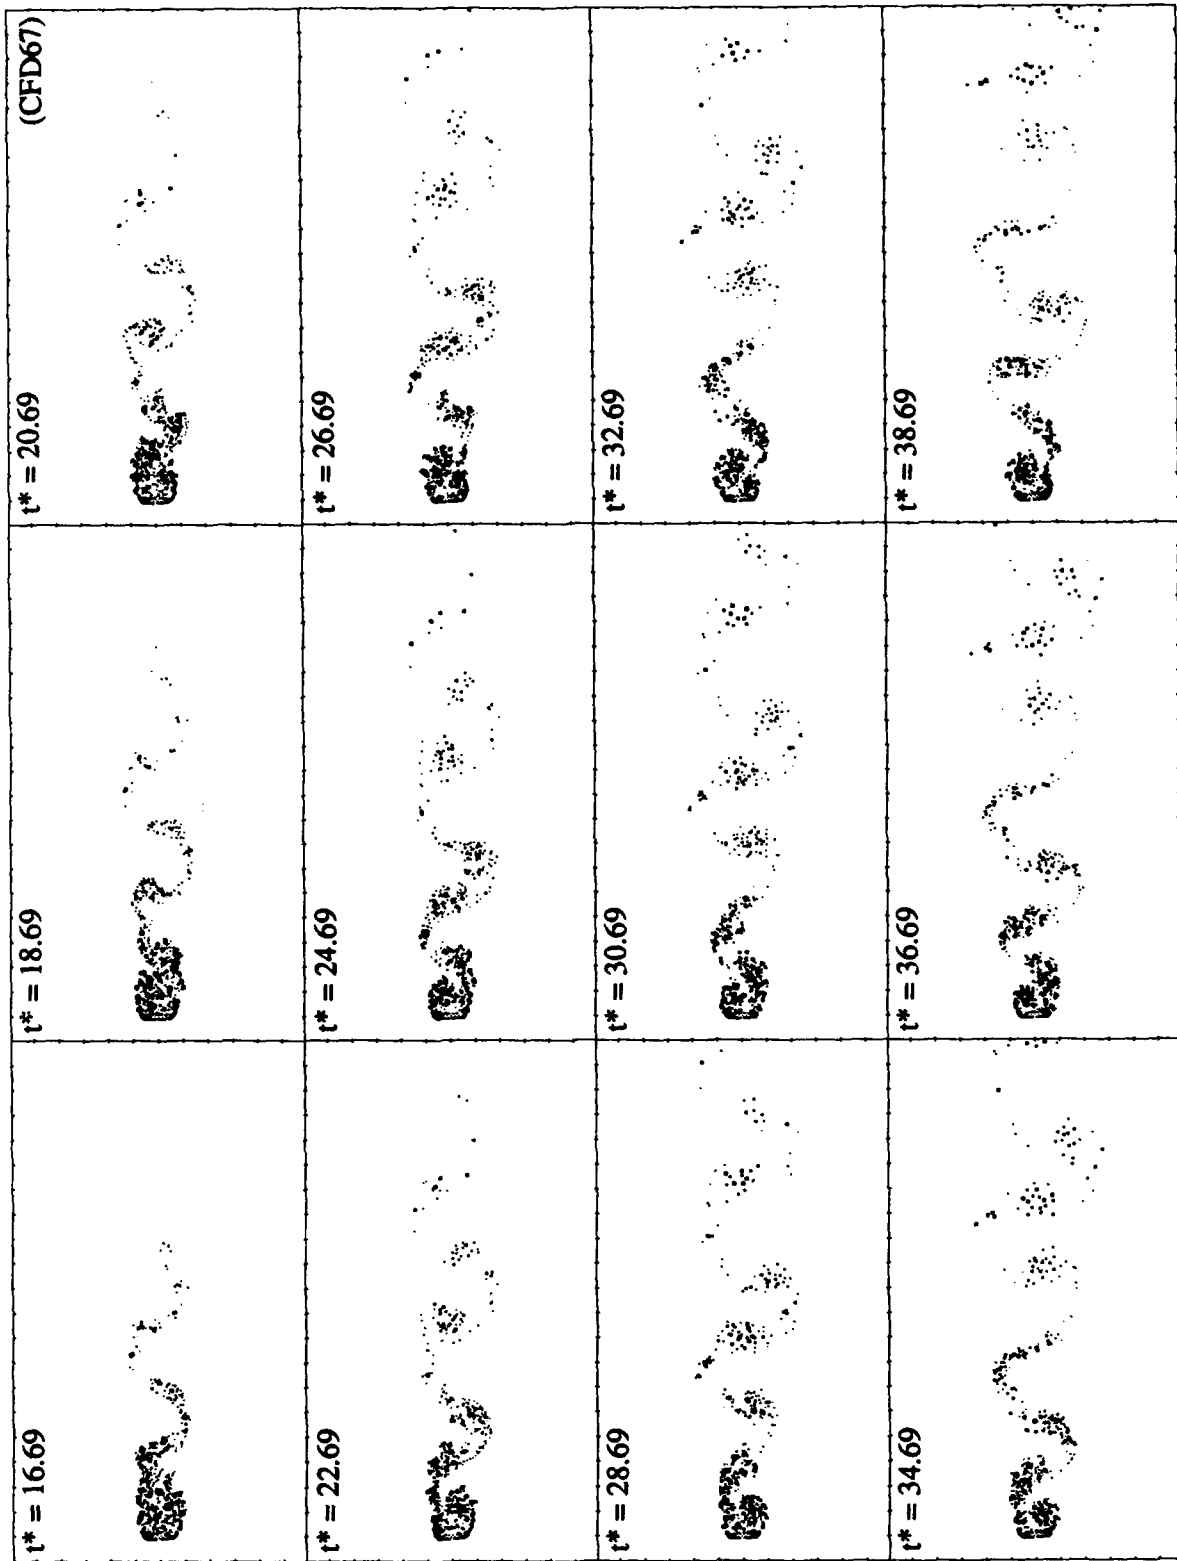 t* = 16.69
t* = 18.69
t* = 20.69
(CFD67)
t* = 22.69
t* = 24.69
t* = 26.69
t* = 28.69
t* = 30.69
t* = 32.69
t* = 34.69
t* = 36.69
t* = 38.69